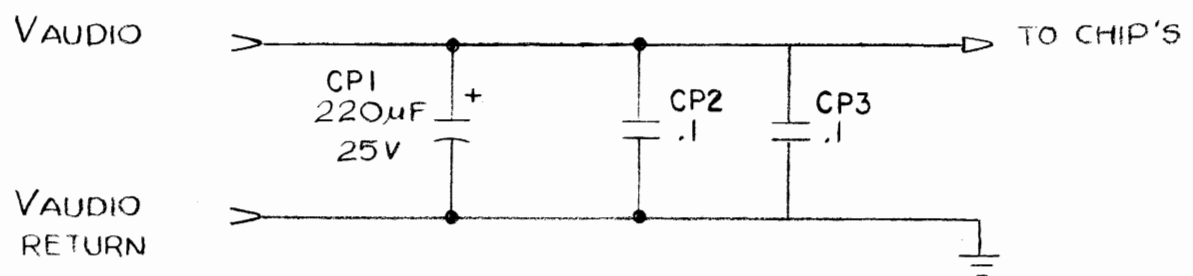 VAUDIO
TO CHIP'S
CP1
220µF
25V
+
CP2
.1
CP3
.1
VAUDIO
RETURN